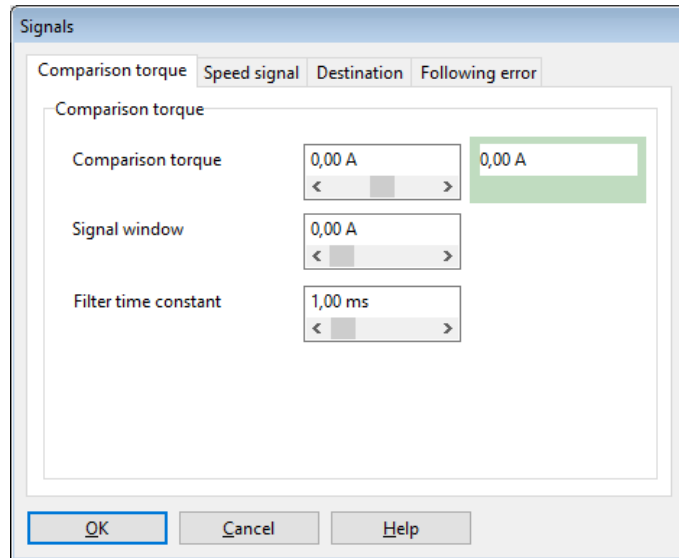 Signals
Comparison torque Speed signal Destination Following error
Comparison torque
Comparison torque 0,00 A 0,00 A
Signal window 0,00 A
Filter time constant 1,00 ms
OK Cancel Help